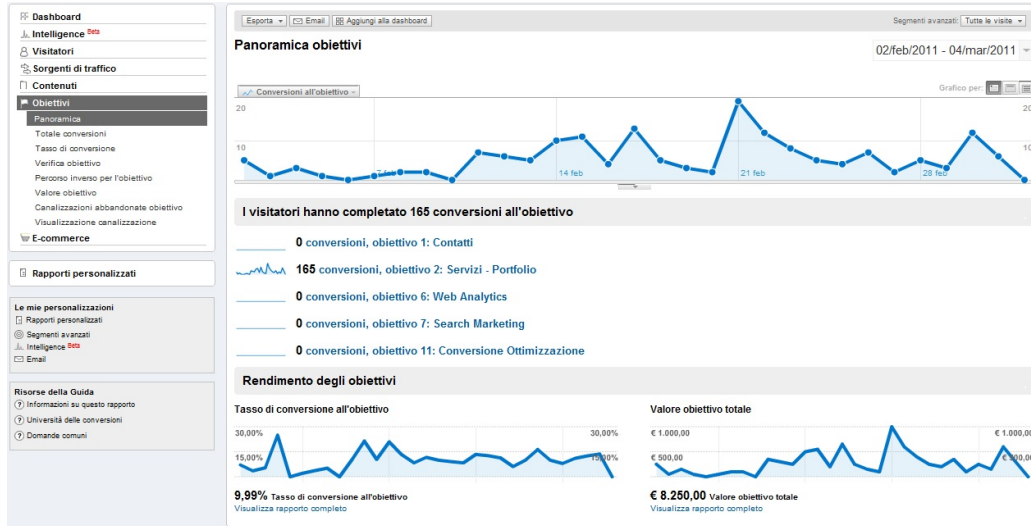 Dashboard
Intelligence Beta
Visitatori
Sorgenti di traffico
Contenuti
Obiettivi
Panoramica
Totale conversioni
Tasso di conversione
Verifica obiettivo
Percorso inverso per l'obiettivo
Valore obiettivo
Canalizzazioni abbandonate obiettivo
Visualizzazione canalizzazione
E-commerce
Rapporti personalizzati
Le mie personalizzazioni
Rapporti personalizzati
Segmenti avanzati
Intelligence Beta
Email
Risorse della Guida
Informazioni su questo rapporto
Università delle conversioni
Domande comuni
Esporta Email Aggiungi alla dashboard Segmenti avanzati: Tutte le visite
Panoramica obiettivi
02/feb/2011 - 04/mar/2011
Conversioni all'obiettivo Grafico per:
20 20
10 10
14 feb 21 feb 28 feb
I visitatori hanno completato 165 conversioni all'obiettivo
0 conversioni, obiettivo 1: Contatti
165 conversioni, obiettivo 2: Servizi - Portfolio
0 conversioni, obiettivo 6: Web Analytics
0 conversioni, obiettivo 7: Search Marketing
0 conversioni, obiettivo 11: Conversione Ottimizzazione
Rendimento degli obiettivi
Tasso di conversione all'obiettivo
30,00% 30,00%
15,00% 15,00%
9,99% Tasso di conversione all'obiettivo
Visualizza rapporto completo
Valore obiettivo totale
€ 1.000,00 € 1.000,00
€ 500,00
€ 8.250,00 Valore obiettivo totale
Visualizza rapporto completo